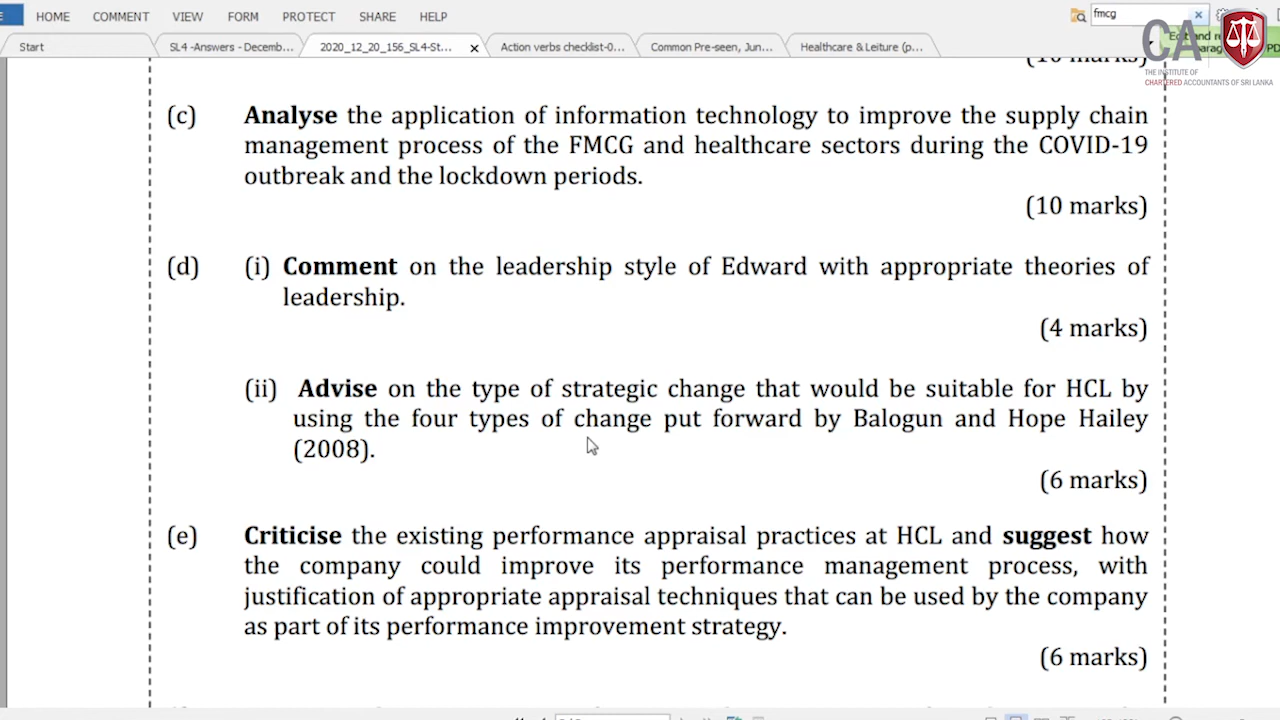 HOME COMMENT VIEW FORM PROTECT SHARE HELP
fmcg
Start SL4 -Answers - Decemb... 2020_12_20_156_SL4-St... Action verbs checklist-0... Common Pre-seen, Jun... Healthcare & Leiture (p...
CA
THE INSTITUTE OF
CHARTERED ACCOUNTANTS OF SRI LANKA
(10 marks)
(c) Analyse the application of information technology to improve the supply chain
management process of the FMCG and healthcare sectors during the COVID-19
outbreak and the lockdown periods.
(10 marks)
(d) (i) Comment on the leadership style of Edward with appropriate theories of
leadership.
(4 marks)
(ii) Advise on the type of strategic change that would be suitable for HCL by
using the four types of change put forward by Balogun and Hope Hailey
(2008).
(6 marks)
(e) Criticise the existing performance appraisal practices at HCL and suggest how
the company could improve its performance management process, with
justification of appropriate appraisal techniques that can be used by the company
as part of its performance improvement strategy.
(6 marks)